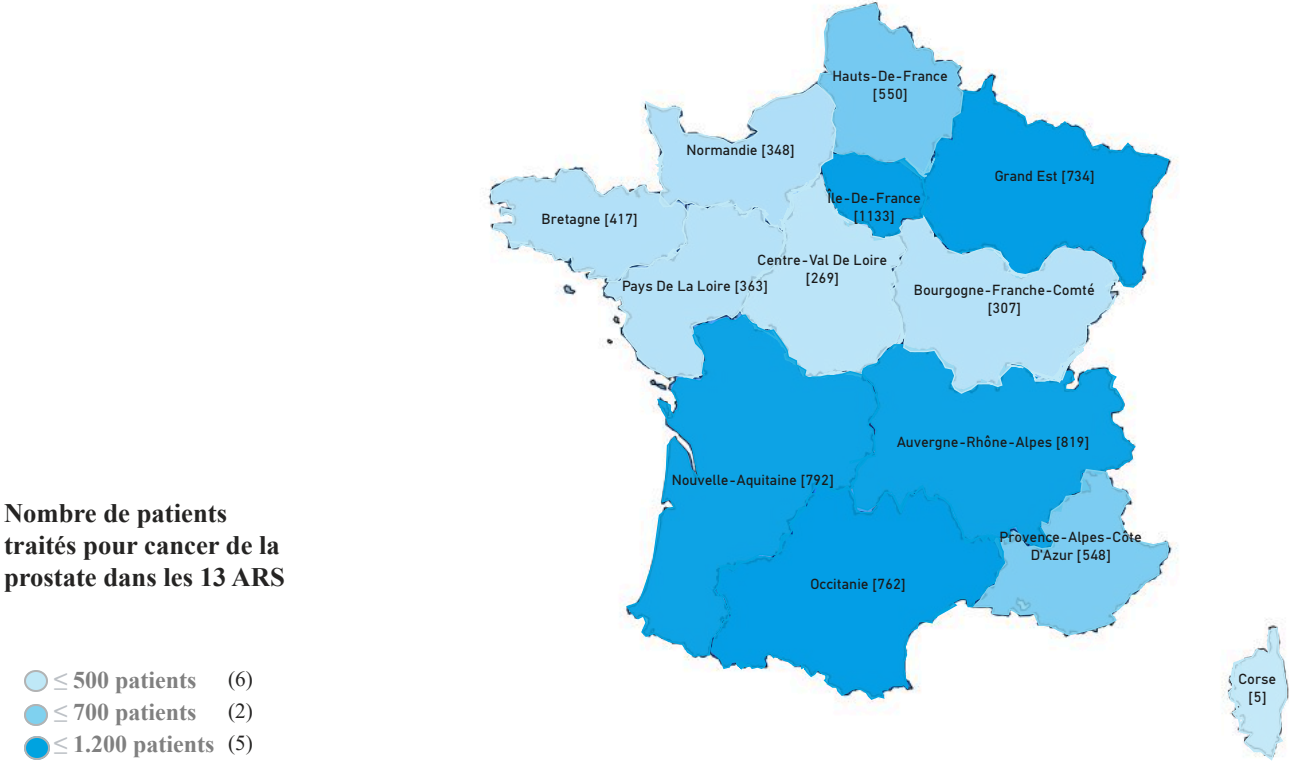 Hauts-De-France
[550]
Normandie [348]
Grand Est [734]
Île-De-France
[1133]
Bretagne [417]
Centre-Val De Loire
[269]
Pays De La Loire [363]
Bourgogne-Franche-Comté
[307]
Auvergne-Rhône-Alpes [819]
Nouvelle-Aquitaine [792]
Provence-Alpes-Côte
D'Azur [548]
Occitanie [762]
Corse
[5]
Nombre de patients
traités pour cancer de la
prostate dans les 13 ARS
≤ 500 patients (6)
≤ 700 patients (2)
≤ 1.200 patients (5)